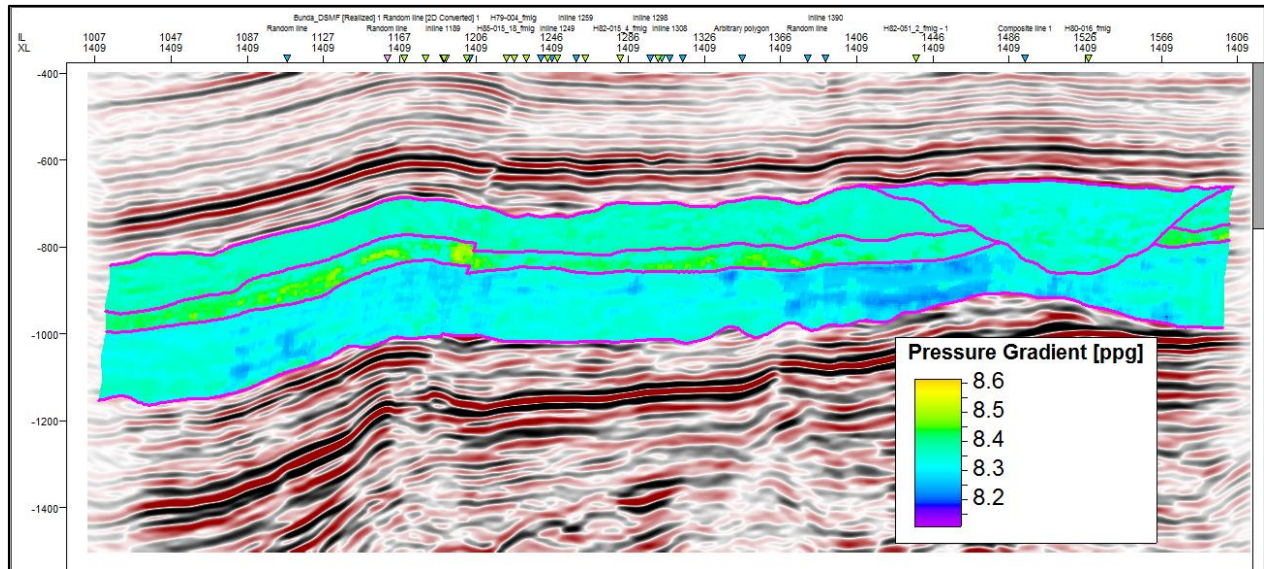 Bunda_DSMF [Realized] 1 Random line [2D Converted] 1 H79-004_fmig Inline 1259 Inline 1298 Inline 1390
Random line Random line Inline 1189 H85-015_18_fmig Inline 1249 H82-015_4_fmig Inline 1308 Arbitrary polygon Random line H82-051_2_fmig - 1 Composite line 1 H80-016_fmig
IL 1007 1047 1087 1127 1167 1206 1246 1286 1326 1366 1406 1446 1486 1526 1566 1606
XL 1409 1409 1409 1409 1409 1409 1409 1409 1409 1409 1409 1409 1409 1409 1409 1409
-400
-600
-800
-1000
-1200
-1400
Pressure Gradient [ppg]
8.6
8.5
8.4
8.3
8.2